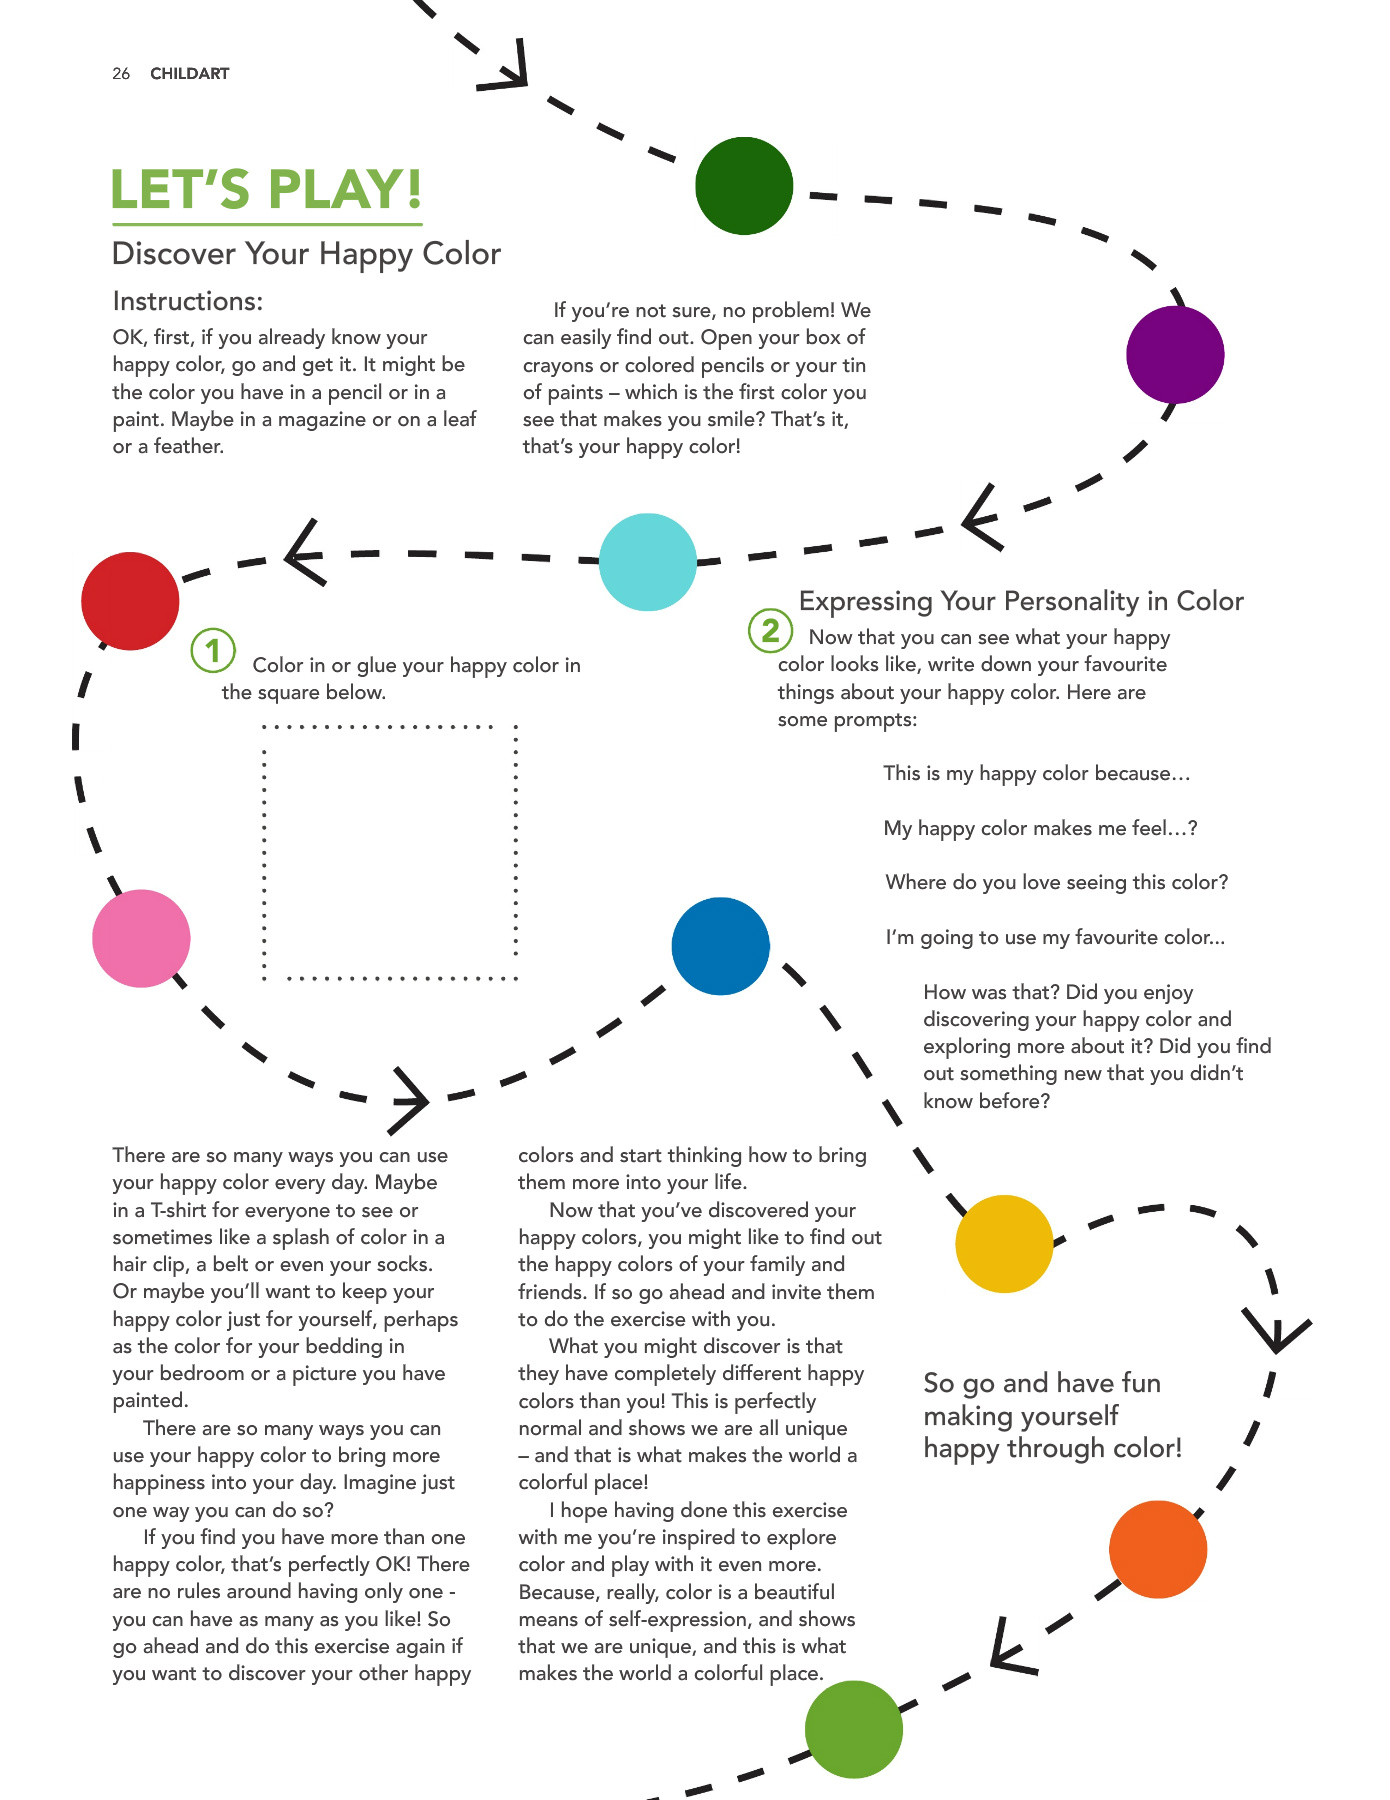 26 CHILDART
LET'S PLAY!
Discover Your Happy Color
Instructions:
OK, first, if you already know your
happy color, go and get it. It might be
the color you have in a pencil or in a
paint. Maybe in a magazine or on a leaf
or a feather.
If you're not sure, no problem! We
can easily find out. Open your box of
crayons or colored pencils or your tin
of paints – which is the first color you
see that makes you smile? That's it,
that's your happy color!
1
Color in or glue your happy color in
the square below.
Expressing Your Personality in Color
2
Now that you can see what your happy
color looks like, write down your favourite
things about your happy color. Here are
some prompts:
This is my happy color because...
My happy color makes me feel...?
Where do you love seeing this color?
I'm going to use my favourite color...
How was that? Did you enjoy
discovering your happy color and
exploring more about it? Did you find
out something new that you didn't
know before?
There are so many ways you can use
your happy color every day. Maybe
in a T-shirt for everyone to see or
sometimes like a splash of color in a
hair clip, a belt or even your socks.
Or maybe you'll want to keep your
happy color just for yourself, perhaps
as the color for your bedding in
your bedroom or a picture you have
painted.
There are so many ways you can
use your happy color to bring more
happiness into your day. Imagine just
one way you can do so?
If you find you have more than one
happy color, that's perfectly OK! There
are no rules around having only one -
you can have as many as you like! So
go ahead and do this exercise again if
you want to discover your other happy
colors and start thinking how to bring
them more into your life.
Now that you've discovered your
happy colors, you might like to find out
the happy colors of your family and
friends. If so go ahead and invite them
to do the exercise with you.
What you might discover is that
they have completely different happy
colors than you! This is perfectly
normal and shows we are all unique
– and that is what makes the world a
colorful place!
I hope having done this exercise
with me you're inspired to explore
color and play with it even more.
Because, really, color is a beautiful
means of self-expression, and shows
that we are unique, and this is what
makes the world a colorful place.
So go and have fun
making yourself
happy through color!